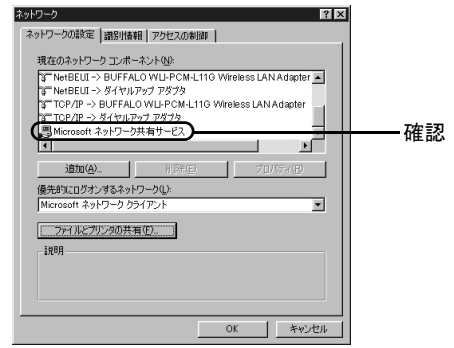 ネットワーク
ネットワークの設定 識別情報 アクセスの制御
現在のネットワーク コンポーネント(N):
NetBEUI -> BUFFALO WLI-PCM-L11G Wireless LAN Adapter
NetBEUI -> ダイヤルアップ アダプタ
TCP/IP -> BUFFALO WLI-PCM-L11G Wireless LAN Adapter
TCP/IP -> ダイヤルアップ アダプタ
Microsoft ネットワーク共有サービス
確認
追加(A)... 削除(E) プロパティ(R)
優先的にログオンするネットワーク(L):
Microsoft ネットワーク クライアント
ファイルとプリンタの共有(F)...
説明
OK キャンセル